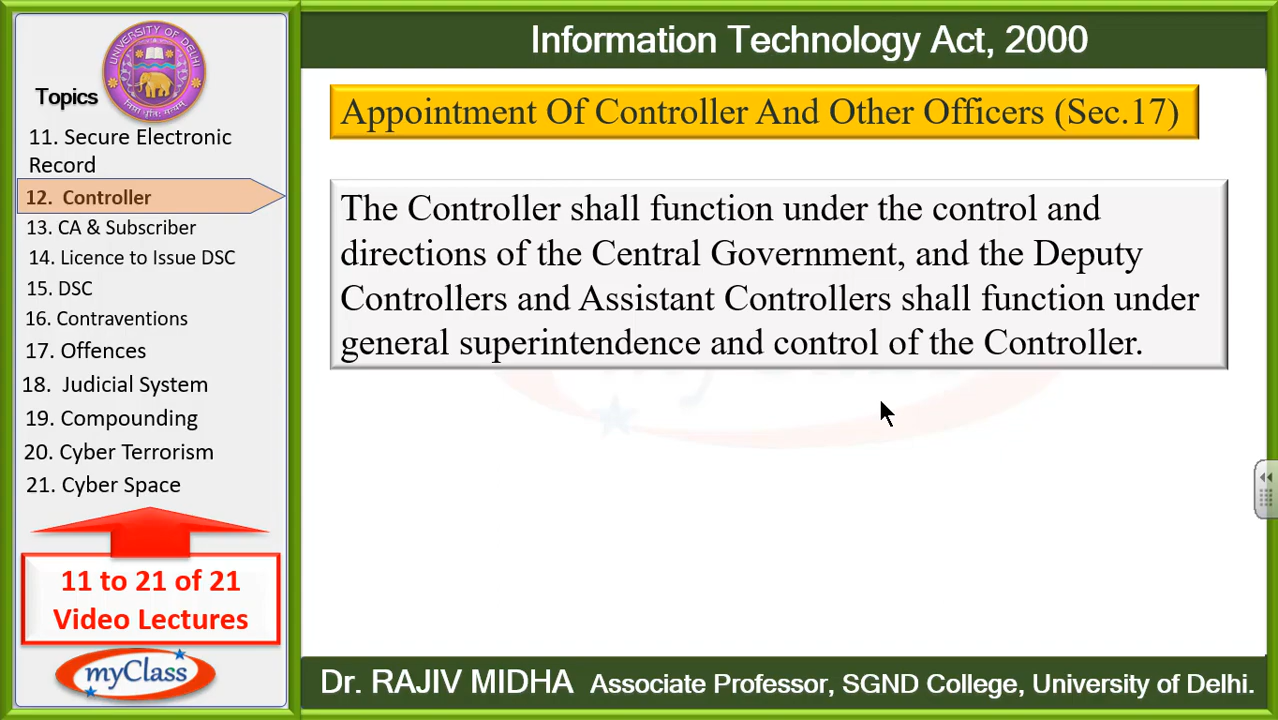 Information Technology Act, 2000
UNIVERSITY OF DELHI
Topics
11. Secure Electronic
Record
12. Controller
13. CA & Subscriber
14. Licence to Issue DSC
15. DSC
16. Contraventions
17. Offences
18. Judicial System
19. Compounding
20. Cyber Terrorism
21. Cyber Space
11 to 21 of 21
Video Lectures
myClass
Appointment Of Controller And Other Officers (Sec.17)
The Controller shall function under the control and
directions of the Central Government, and the Deputy
Controllers and Assistant Controllers shall function under
general superintendence and control of the Controller.
Dr. RAJIV MIDHA Associate Professor, SGND College, University of Delhi.